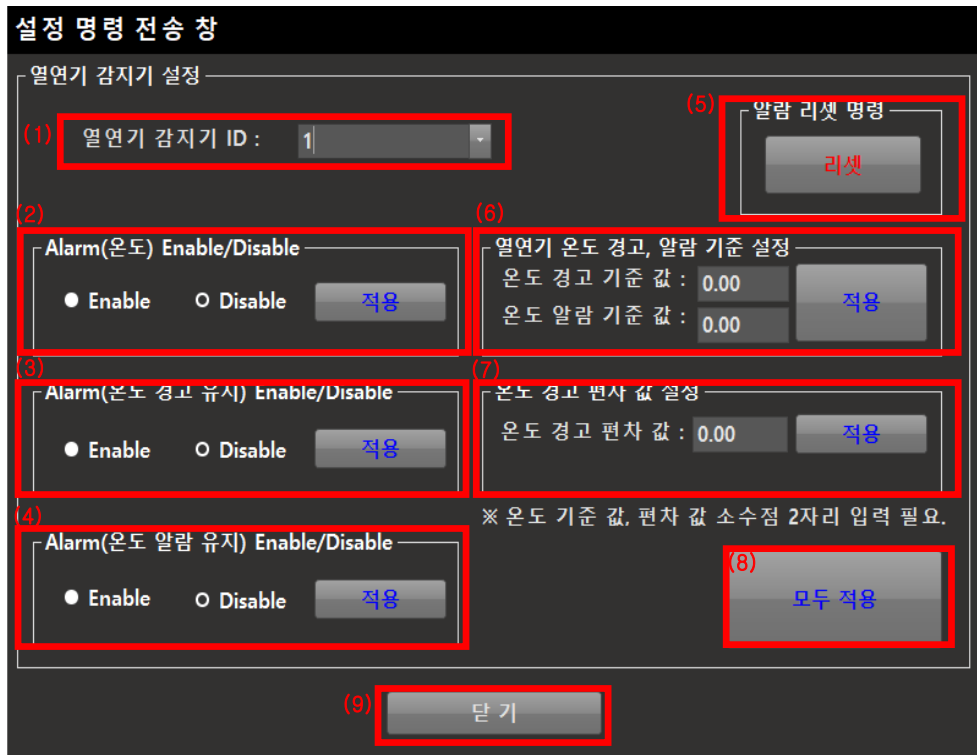 설정 명령 전송 창
열연기 감지기 설정
(1) 열연기 감지기 ID : 1
(5) 알람 리셋 명령
리셋
(2)
Alarm(온도) Enable/Disable
Enable Disable 적용
(6)
열연기 온도 경고, 알람 기준 설정
온도 경고 기준 값 : 0.00
온도 알람 기준 값 : 0.00
적용
(3)
Alarm(온도 경고 유지) Enable/Disable
Enable Disable 적용
(7)
온도 경고 편차 값 설정
온도 경고 편차 값 : 0.00 적용
※ 온도 기준 값, 편차 값 소수점 2자리 입력 필요.
(4)
Alarm(온도 알람 유지) Enable/Disable
Enable Disable 적용
(8)
모두 적용
(9) 닫 기